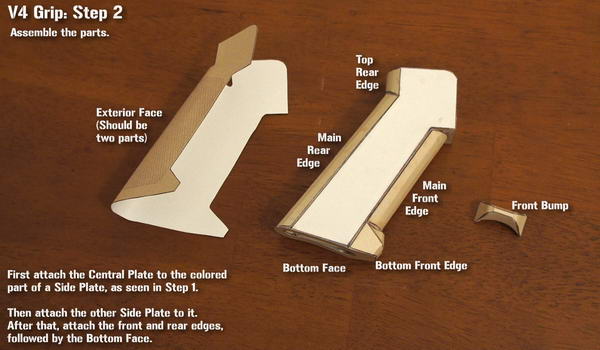 V4 Grip: Step 2
Assemble the parts.
Top
Rear
Edge
Exterior Face
(Should be
two parts)
Main
Rear
Edge
Main
Front
Edge
Front Bump
Bottom Face
Bottom Front Edge
First attach the Central Plate to the colored
part of a Side Plate, as seen in Step 1.
Then attach the other Side Plate to it.
After that, attach the front and rear edges,
followed by the Bottom Face.